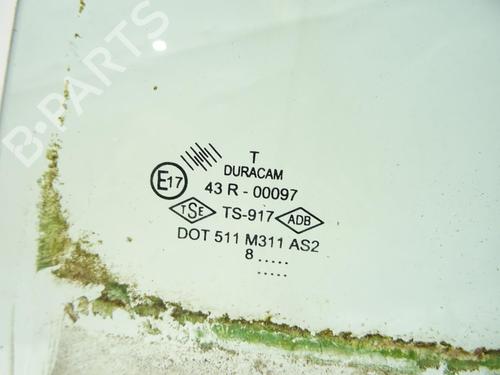 B-PARTS
T
DURACAM
E17
43 R - 00097
TSE TS-917 ADB
DOT 511 M311 AS2
8 .....
.....